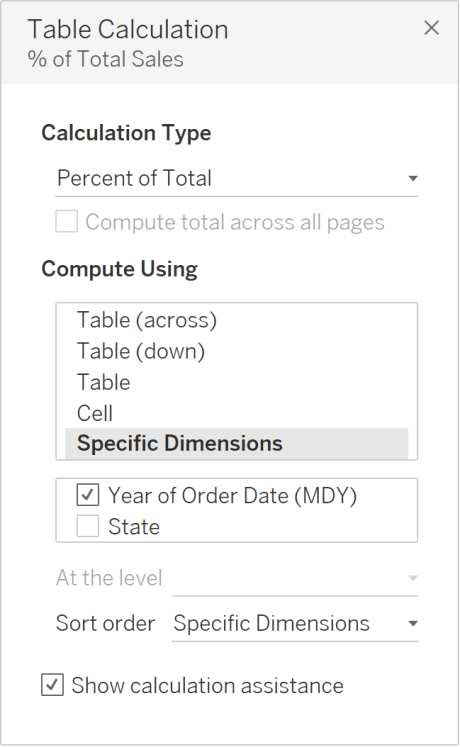 Table Calculation
% of Total Sales
Calculation Type
Percent of Total
Compute total across all pages
Compute Using
Table (across)
Table (down)
Table
Cell
Specific Dimensions
Year of Order Date (MDY)
State
At the level
Sort order Specific Dimensions
Show calculation assistance